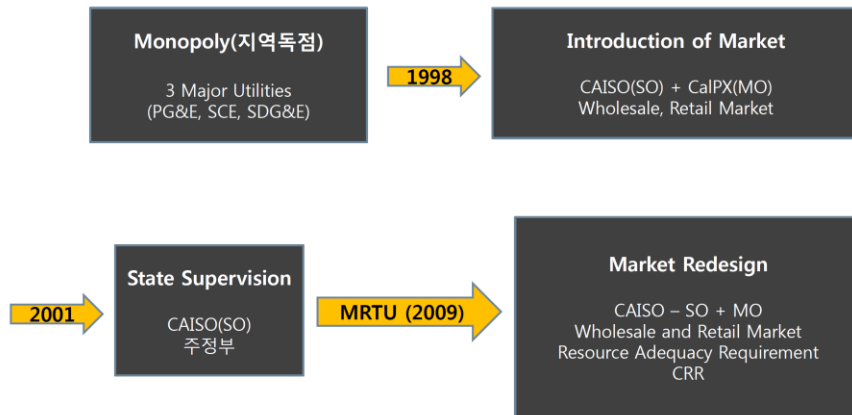 Monopoly(지역독점)
3 Major Utilities
(PG&E, SCE, SDG&E)
1998
Introduction of Market
CAISO(SO) + CalPX(MO)
Wholesale, Retail Market
2001
State Supervision
CAISO(SO)
주정부
MRTU (2009)
Market Redesign
CAISO – SO + MO
Wholesale and Retail Market
Resource Adequacy Requirement
CRR